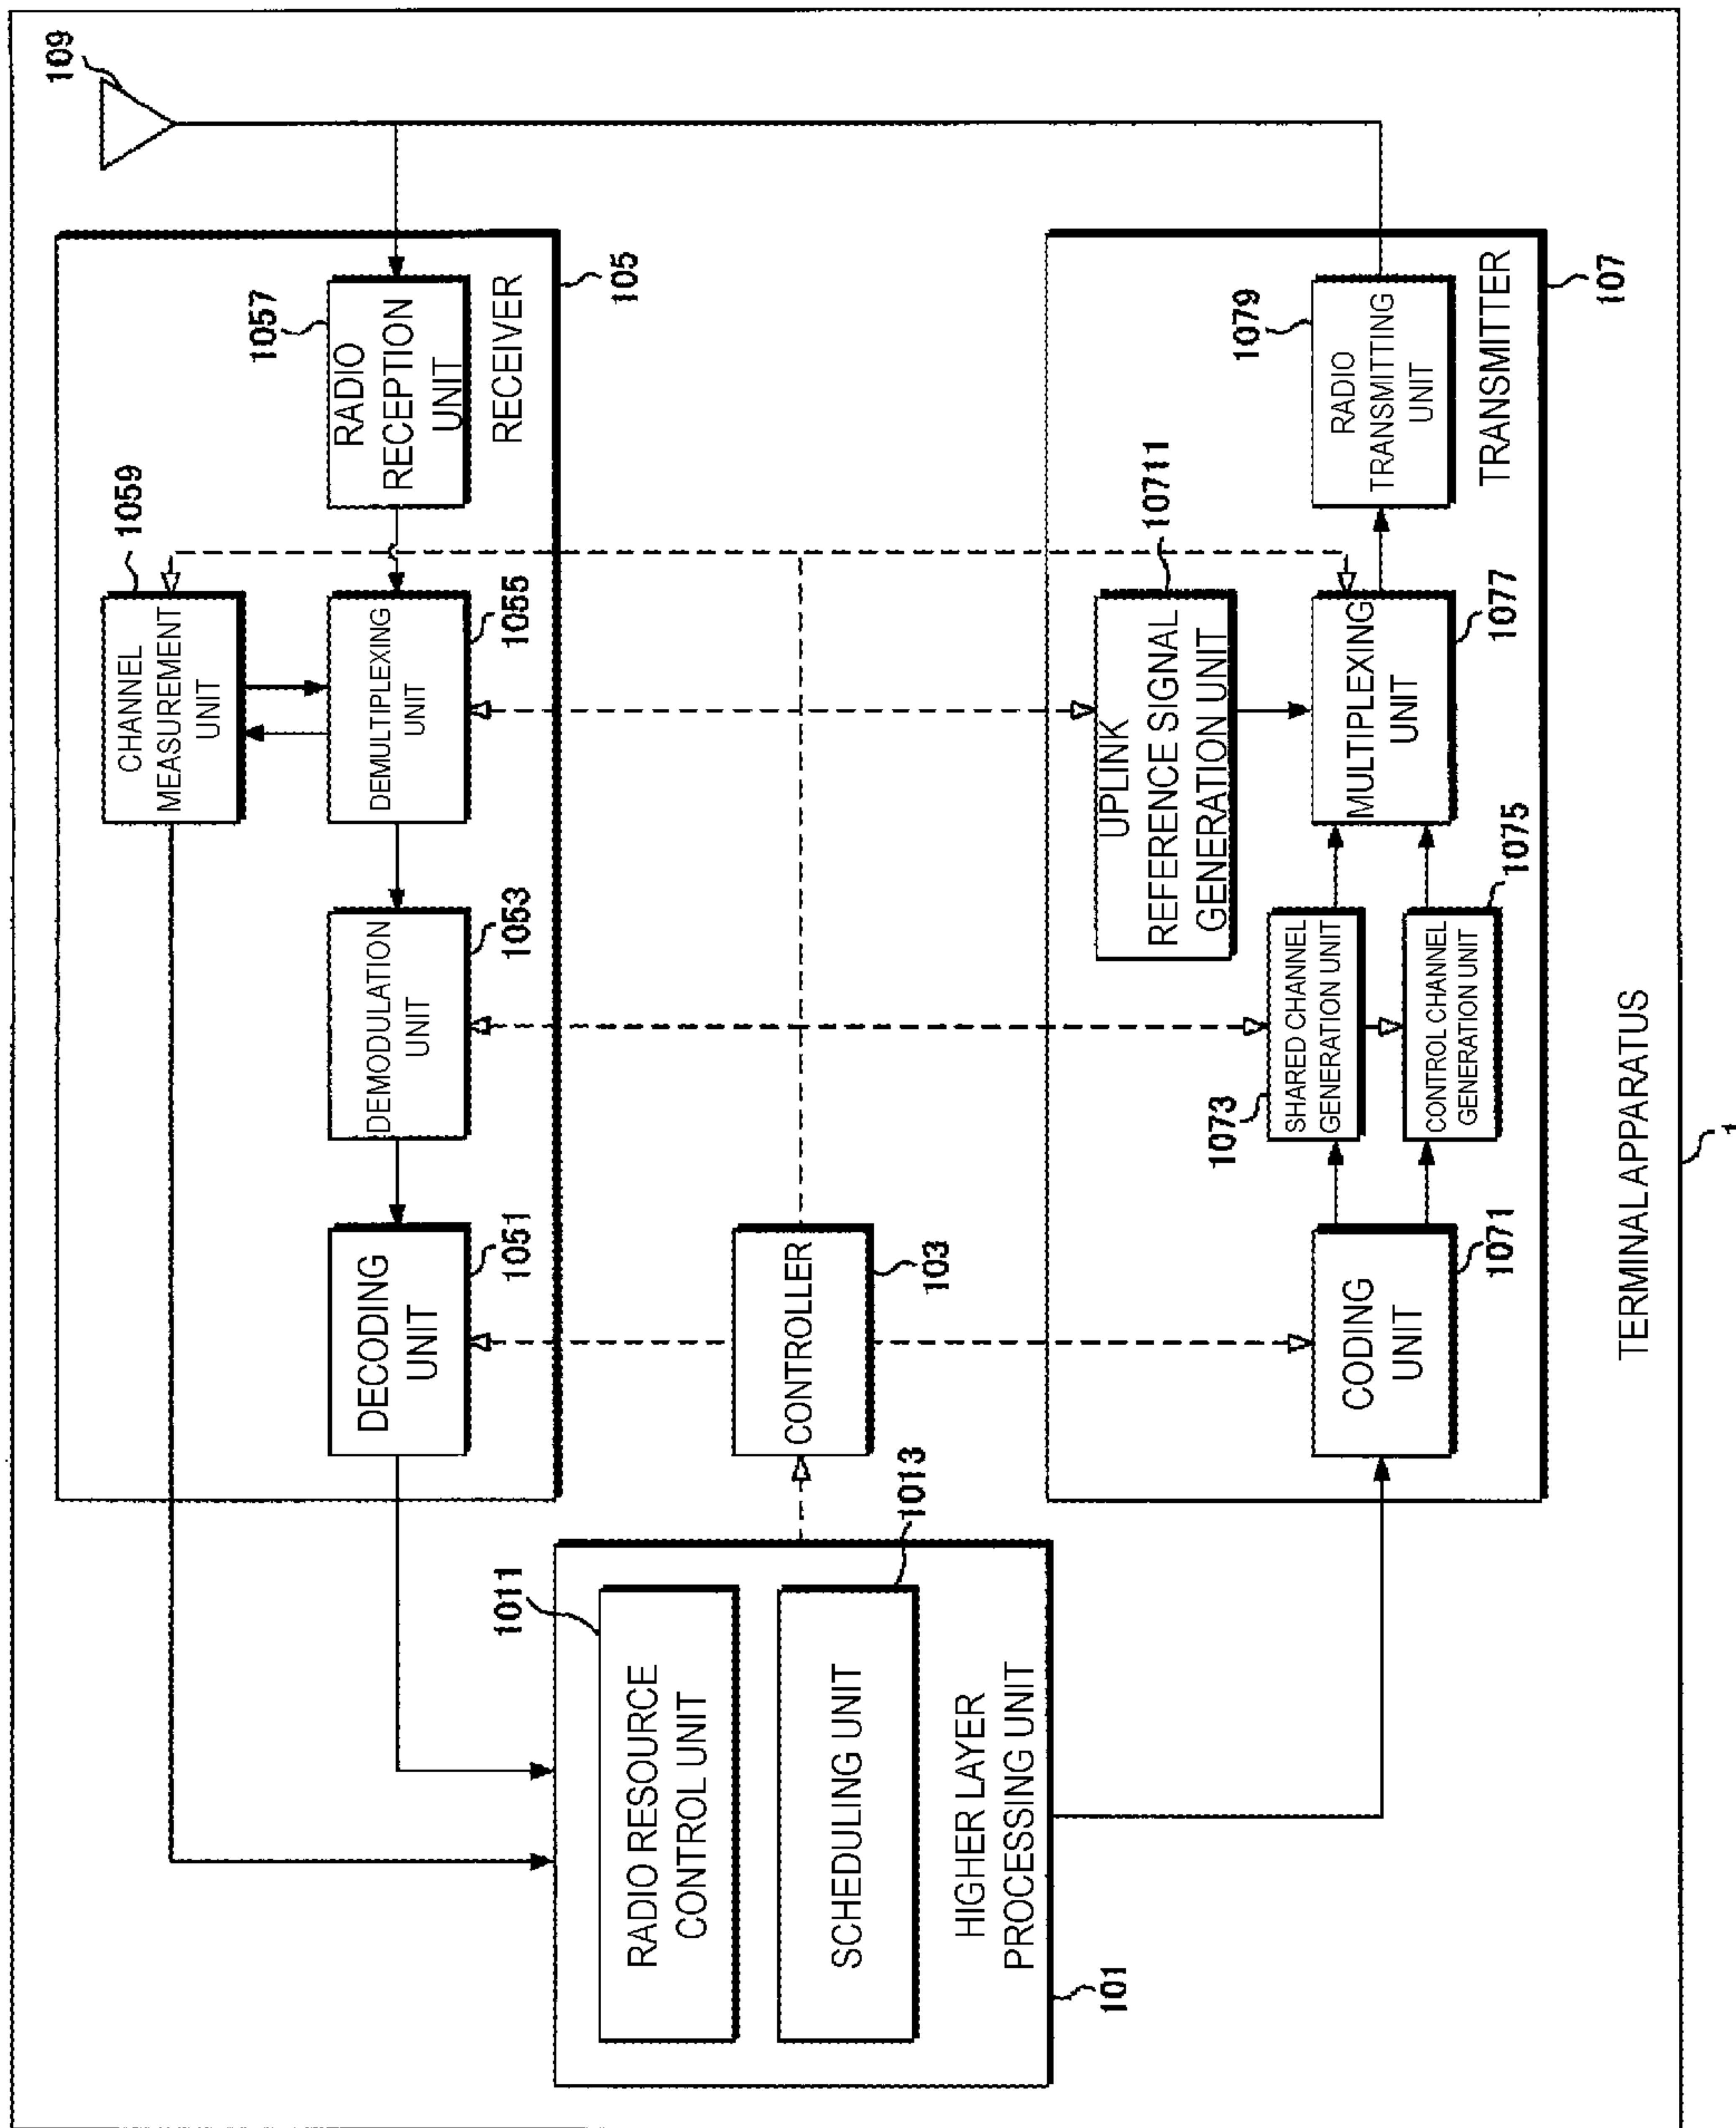 109
1057
RADIO
RECEPTION
UNIT
RECEIVER
105
1059
CHANNEL
MEASUREMENT
UNIT
DEMULTIPLEXING
UNIT
1055
DEMODULATION
UNIT
1053
DECODING
UNIT
1051
CONTROLLER
103
1011
RADIO RESOURCE
CONTROL UNIT
1013
SCHEDULING UNIT
HIGHER LAYER
PROCESSING UNIT
101
CODING
UNIT
1071
1073
SHARED CHANNEL
GENERATION UNIT
CONTROL CHANNEL
GENERATION UNIT
1075
10711
UPLINK
REFERENCE SIGNAL
GENERATION UNIT
MULTIPLEXING
UNIT
1077
1079
RADIO
TRANSMITTING
UNIT
TRANSMITTER
107
TERMINAL APPARATUS
1